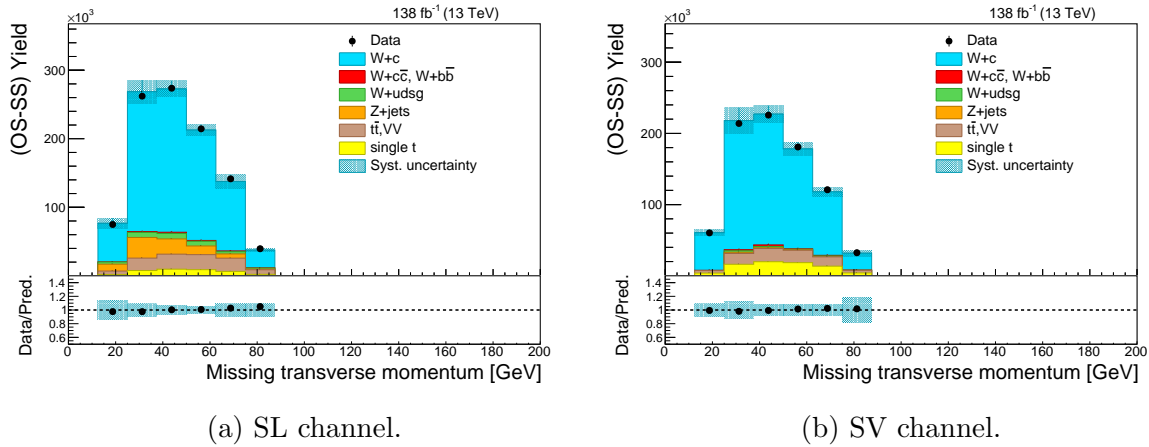 ×10³ 138 fb⁻¹ (13 TeV)
(OS-SS) Yield
300
200
100
Data
W+c
W+cc̅, W+bb̅
W+udsg
Z+jets
tt̅,VV
single t
Syst. uncertainty
Data/Pred.
1.4
1.2
1
0.8
0.6
0 20 40 60 80 100 120 140 160 180 200
Missing transverse momentum [GeV]
(a) SL channel.
×10³ 138 fb⁻¹ (13 TeV)
(OS-SS) Yield
300
200
100
Data
W+c
W+cc̅, W+bb̅
W+udsg
Z+jets
tt̅,VV
single t
Syst. uncertainty
Data/Pred.
1.4
1.2
1
0.8
0.6
0 20 40 60 80 100 120 140 160 180 200
Missing transverse momentum [GeV]
(b) SV channel.